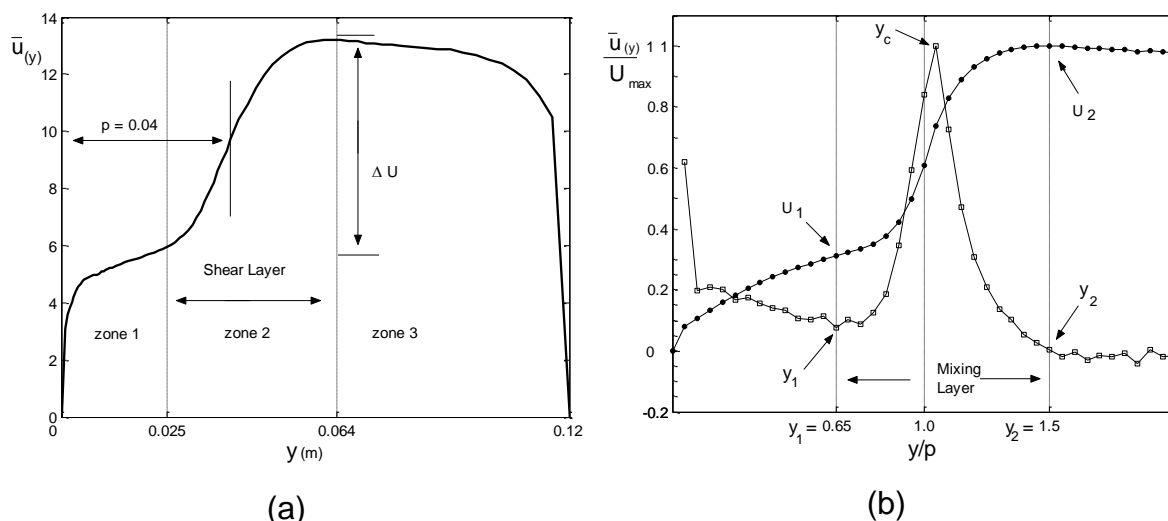 14
12
10
8
6
4
2
0
ū(y)
p = 0.04
Δ U
Shear Layer
zone 1 zone 2 zone 3
0 0.025 0.064 0.12
y (m)
(a)
ū(y)
Umax
1 1
0.8
0.6
0.4
0.2
0
-0.2
yc
U2
U1
y2
y1
Mixing
Layer
y1 = 0.65 1.0 y2 = 1.5
y/p
(b)